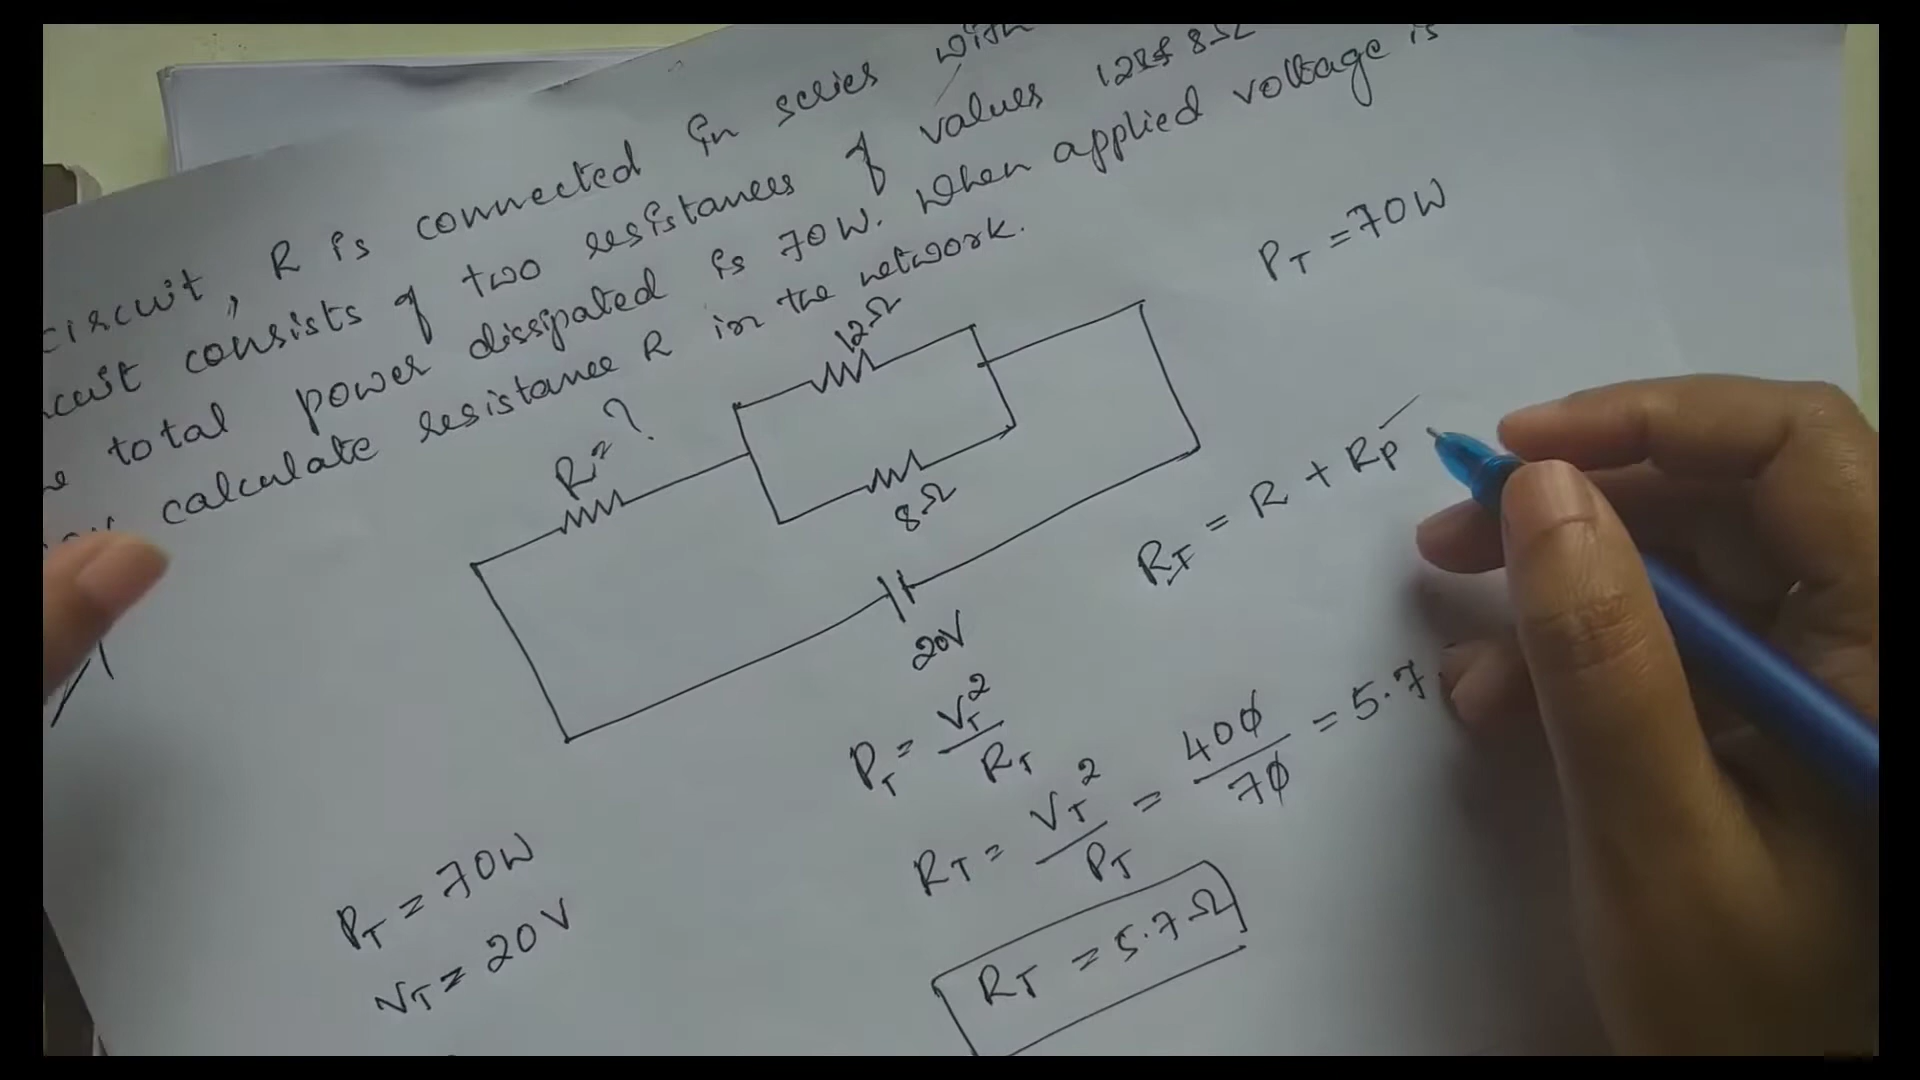 circuit, R is connected in series with
consists of two resistances of values 12 & 8Ω
total power dissipated is 70W. When applied voltage is
calculate resistance R in the network.
P_T = 70W
12Ω
R = ?
8Ω
R_T = R + R_P
20V
P_T = V_T² / R_T
R_T = V_T² / P_T = 400 / 70 = 5.7
P_T = 70W
V_T = 20V
R_T = 5.7Ω